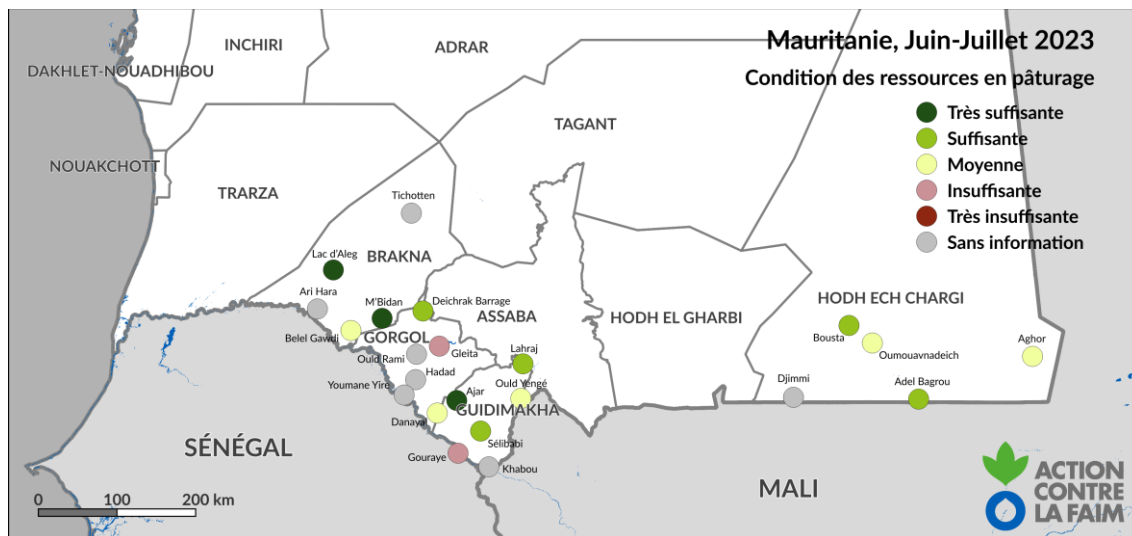 Mauritanie, Juin-Juillet 2023
Condition des ressources en pâturage
Très suffisante
Suffisante
Moyenne
Insuffisante
Très insuffisante
Sans information
INCHIRI
ADRAR
DAKHLET-NOUADHIBOU
TAGANT
NOUAKCHOTT
TRARZA
Tichotten
Lac d'Aleg
BRAKNA
Ari Hara
M'Bidan
Deichrak Barrage
HODH ECH CHARGI
ASSABA
HODH EL GHARBI
Belel Gawdi
GORGOL
Bousta
Oumouavnadeich
Aghor
Ouid Rami
Gleita
Lahraj
Hadad
Youmane Yire
Ajar
Ould Yengé
Djimmi
Adel Bagrou
GUIDIMAKHA
Danaya
Sélibabi
SÉNÉGAL
Gouraye
Khabou
MALI
0 100 200 km
ACTION
CONTRE
LA FAIM